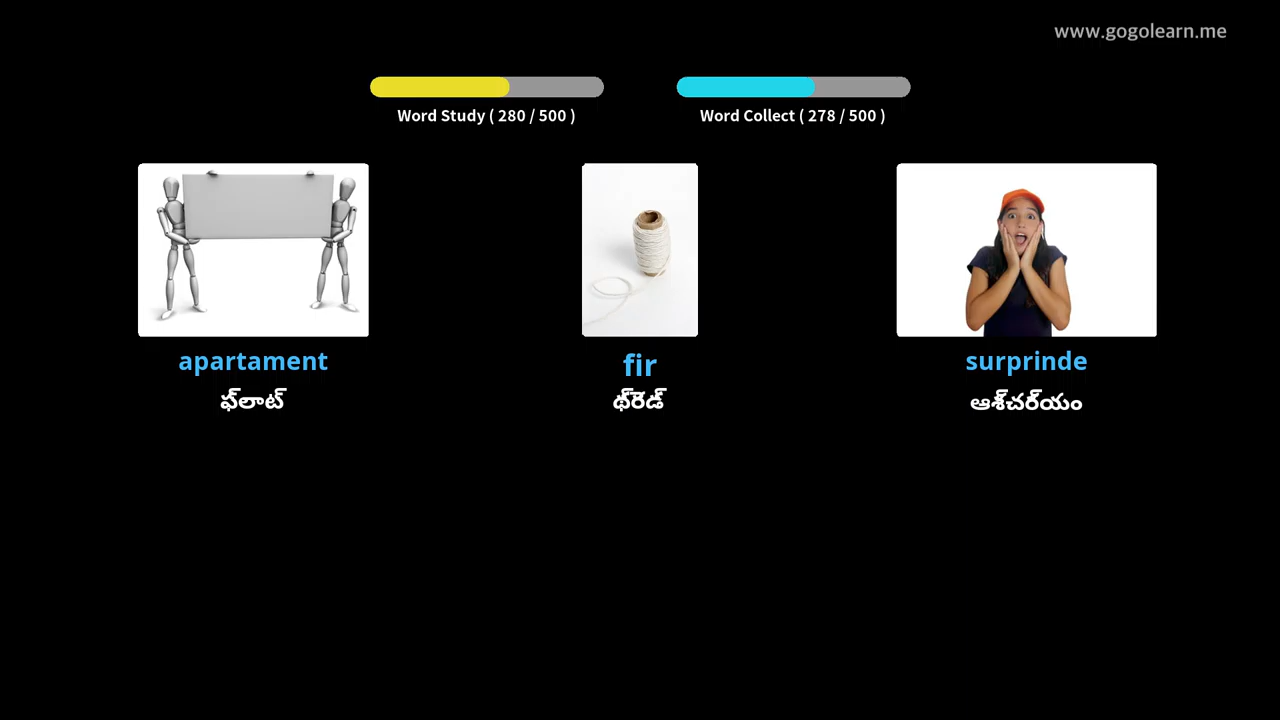 www.gogolearn.me
Word Study ( 280 / 500 )
Word Collect ( 278 / 500 )
apartament
fir
surprinde
ఫ్‌లాట్
థ్‌రెడ్
ఆశ్‌చర్‌యం